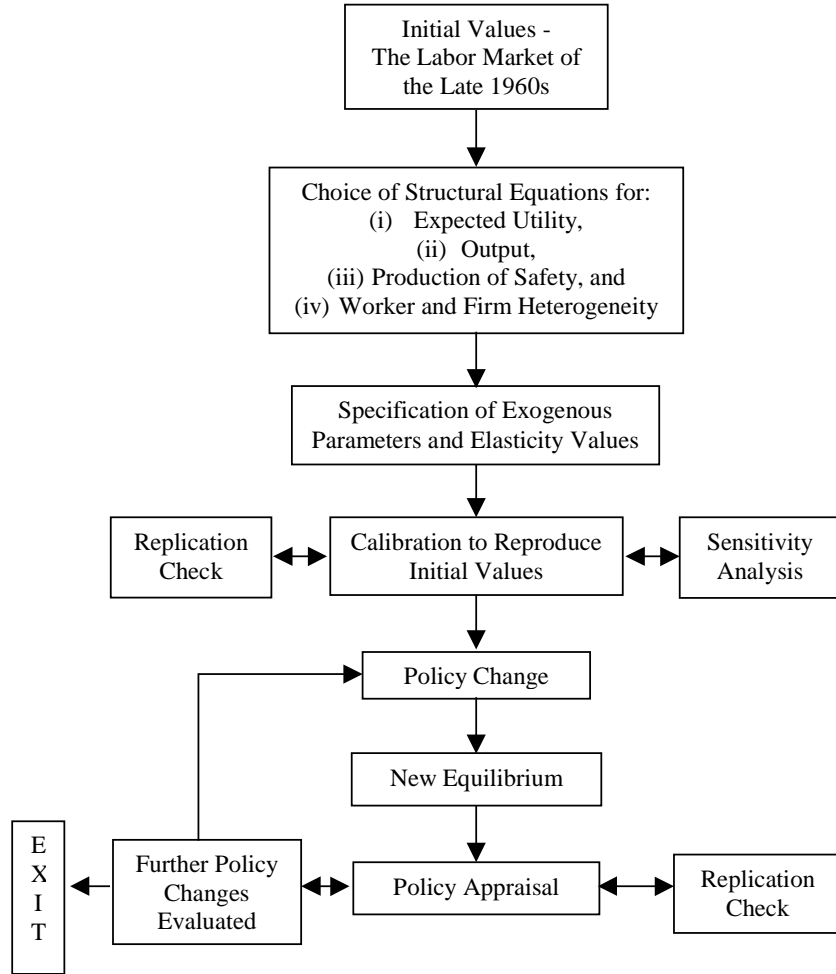 Initial Values -
The Labor Market of
the Late 1960s
Choice of Structural Equations for:
(i) Expected Utility,
(ii) Output,
(iii) Production of Safety, and
(iv) Worker and Firm Heterogeneity
Specification of Exogenous
Parameters and Elasticity Values
Replication
Check
Calibration to Reproduce
Initial Values
Sensitivity
Analysis
Policy Change
New Equilibrium
E
X
I
T
Further Policy
Changes
Evaluated
Policy Appraisal
Replication
Check